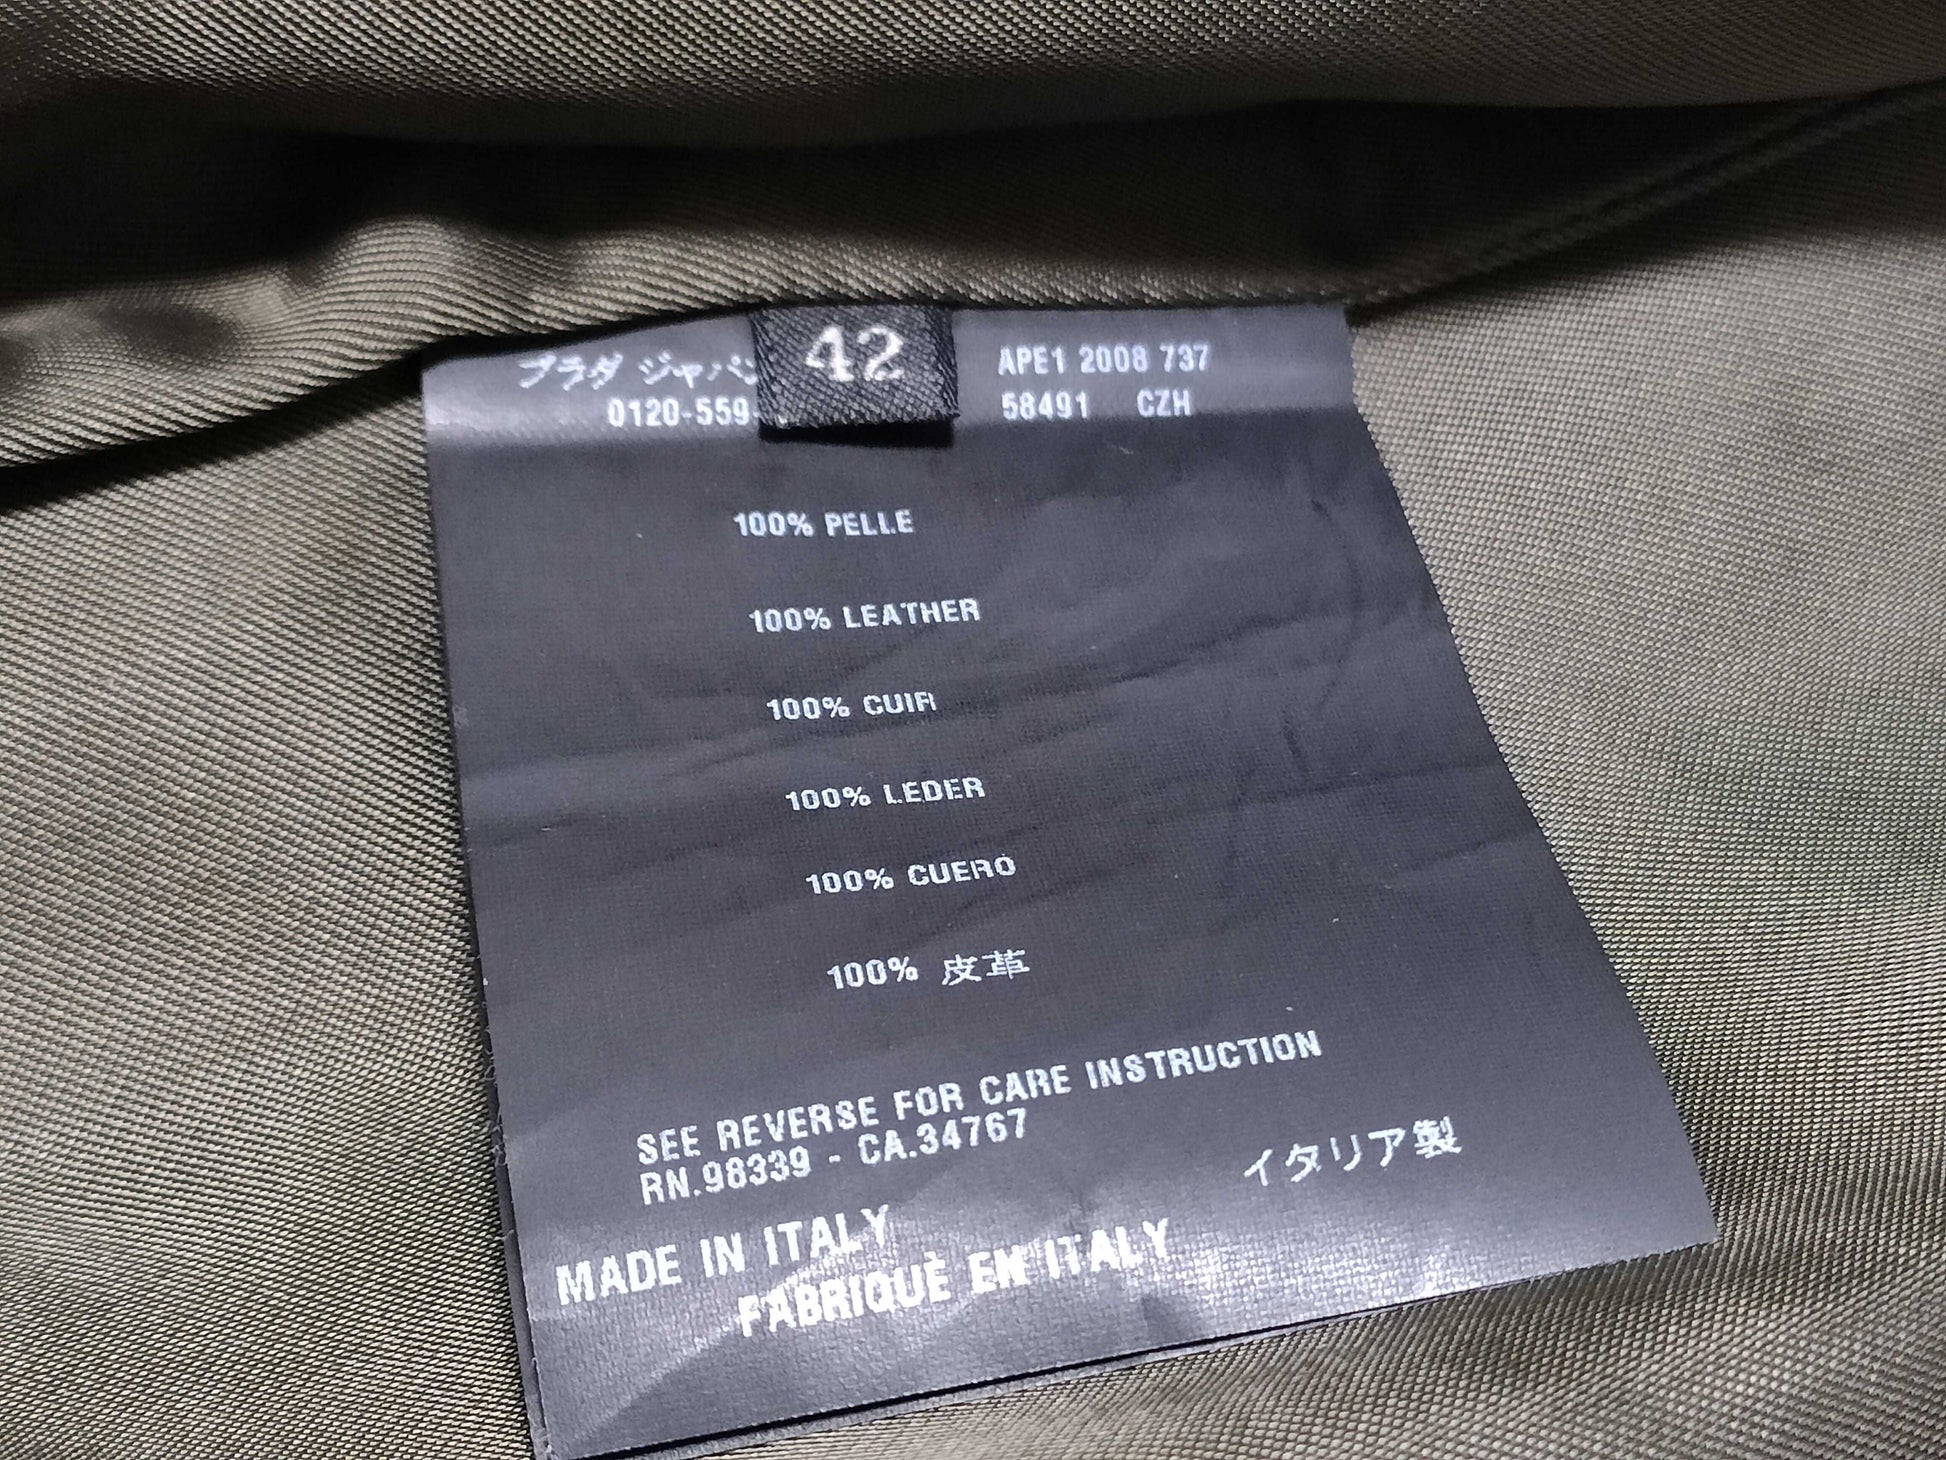 プラダ ジャパン
42
APE1 2008 737
0120-559-
58491 CZH
100% PELLE
100% LEATHER
100% CUIR
100% LEDER
100% CUERO
100% 皮革
SEE REVERSE FOR CARE INSTRUCTION
RN.98339 - CA.34767
イタリア製
MADE IN ITALY
FABRIQUÈ EN ITALY